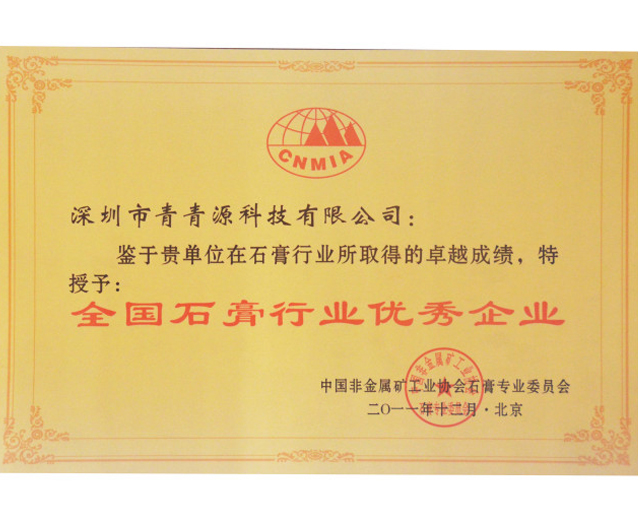 CNMIA
深圳市青青源科技有限公司：
鉴于贵单位在石膏行业所取得的卓越成绩，特
授予：
全国石膏行业优秀企业
中国非金属矿工业协会石膏专业委员会
二〇一一年十二月·北京